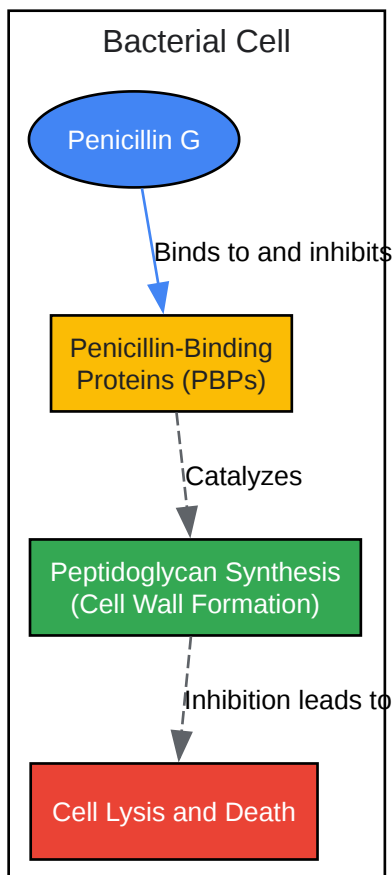 Bacterial Cell
Penicillin G
Binds to and inhibits
Penicillin-Binding
Proteins (PBPs)
Catalyzes
Peptidoglycan Synthesis
(Cell Wall Formation)
Inhibition leads to
Cell Lysis and Death